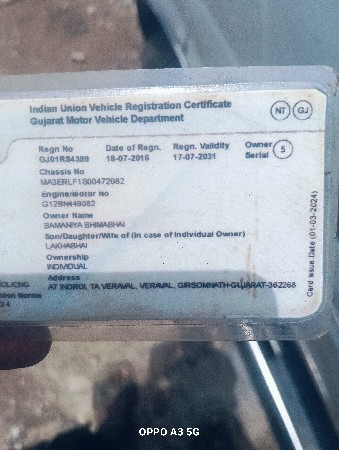 Indian Union Vehicle Registration Certificate
Gujarat Motor Vehicle Department
NT GJ
Regn No Date of Regn. Regn. Validity Owner Serial 5
GJ01RS4399 18-07-2016 17-07-2031
Chassis No
MA3ERLF1S00472082
Engine/Motor No
G12BN449082
Owner Name
BAMANIYA BHIMABHAI
Son/Daughter/Wife of (In case of Individual Owner)
LAKHABHAI
Ownership
INDIVIDUAL
Address
AT INDROI, TA VERAVAL, VERAVAL, GIRSOMNATH-GUJARAT-362268
Card Issue Date (01-03-2024)
OPPO A3 5G